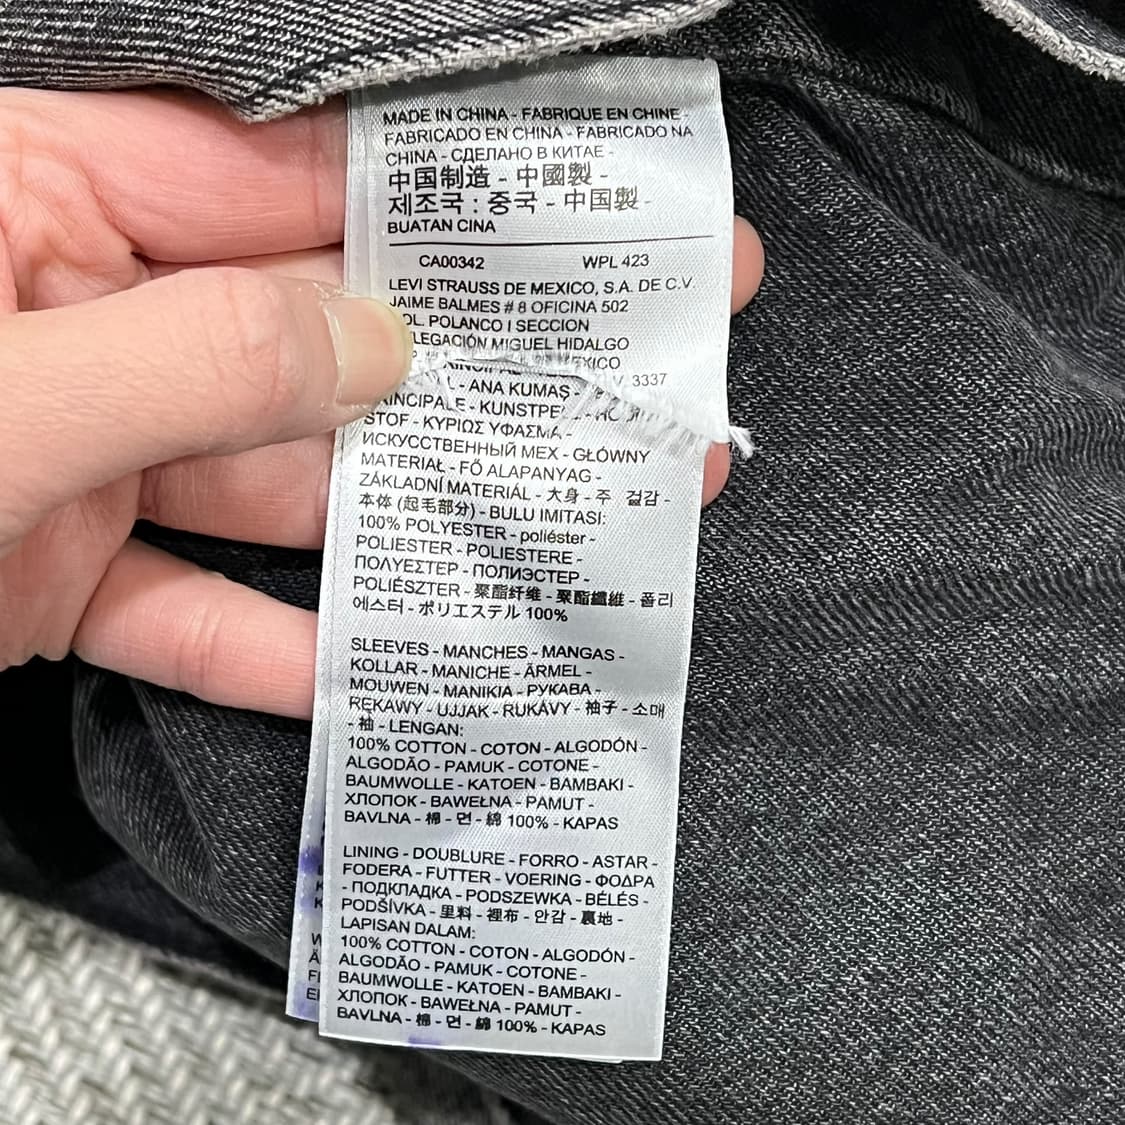 MADE IN CHINA - FABRIQUE EN CHINE -
FABRICADO EN CHINA - FABRICADO NA
CHINA - СДЕЛАНО В КИТАЕ -
中国制造 - 中國製 -
제조국 : 중국 - 中国製 -
BUATAN CINA
CA00342 WPL 423
LEVI STRAUSS DE MEXICO, S.A. DE C.V.
JAIME BALMES # 8 OFICINA 502
POLANCO I SECCION
MIGUEL HIDALGO
3337
- ANA KUMAŞ -
- KUNSTPE
STOF - ΚΥΡΙΩΣ ΥΦΑΣΜΑ -
ИСКУССТВЕННЫЙ МЕХ - GŁÓWNY
MATERIAŁ - FŐ ALAPANYAG -
ZÁKLADNÍ MATERIÁL - 大身 - 주 겉감 -
本体 (起毛部分) - BULU IMITASI:
100% POLYESTER - poliéster -
POLIESTER - POLIESTERE -
ΠΟΛΥΕΣΤΕΡ - ПОЛИЭСТЕР -
POLIÉSZTER - 聚酯纤维 - 聚酯纖維 - 폴리
에스터 - ポリエステル 100%
SLEEVES - MANCHES - MANGAS -
KOLLAR - MANICHE - ÄRMEL -
MOUWEN - MANIKIA - РУКАВА -
RĘKAWY - UJJAK - RUKÁVY - 袖子 - 소매
- 袖 - LENGAN:
100% COTTON - COTON - ALGODÓN -
ALGODÃO - PAMUK - COTONE -
BAUMWOLLE - KATOEN - BAMBAKI -
ХЛОПОК - BAWEŁNA - PAMUT -
BAVLNA - 棉 - 면 - 綿 100% - KAPAS
LINING - DOUBLURE - FORRO - ASTAR -
FODERA - FUTTER - VOERING - ΦΟΔΡΑ
- ПОДКЛАДКА - PODSZEWKA - BÉLÉS -
PODŠÍVKA - 里料 - 裡布 - 안감 - 裏地 -
LAPISAN DALAM:
100% COTTON - COTON - ALGODÓN -
ALGODÃO - PAMUK - COTONE -
BAUMWOLLE - KATOEN - BAMBAKI -
ХЛОПОК - BAWEŁNA - PAMUT -
BAVLNA - 棉 - 면 - 綿 100% - KAPAS